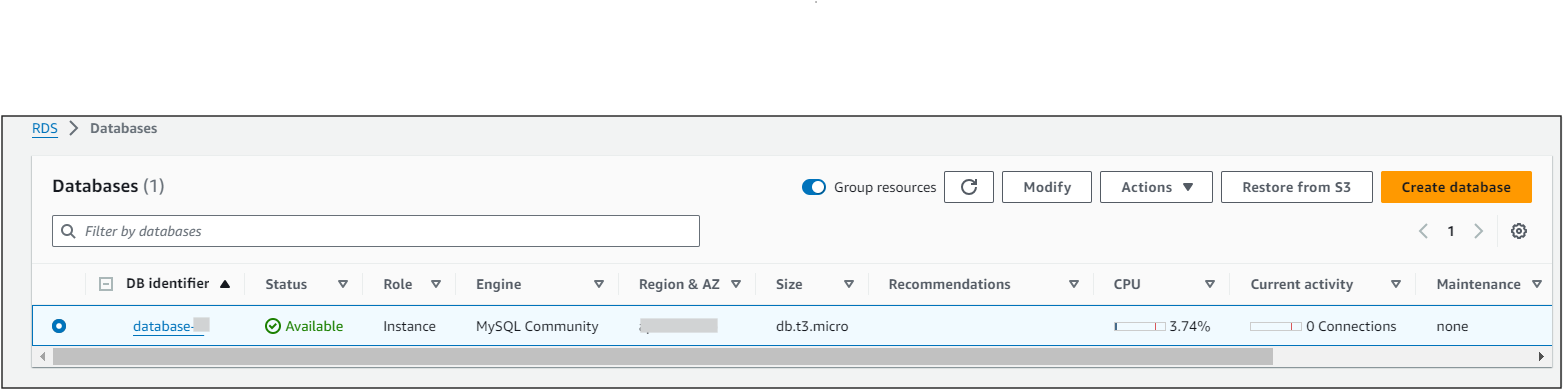 RDS > Databases
Databases (1)
Group resources
Modify
Actions
Restore from S3
Create database
Filter by databases
1
DB identifier Status Role Engine Region & AZ Size Recommendations CPU Current activity Maintenance
database- Available Instance MySQL Community db.t3.micro 3.74% 0 Connections none